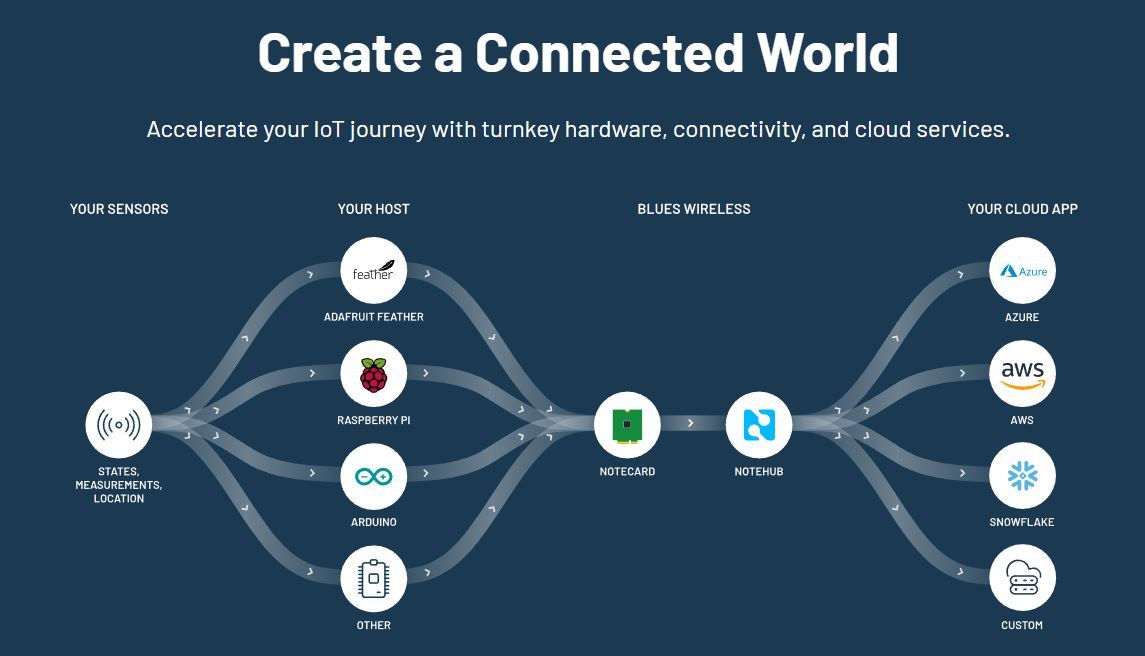 Create a Connected World
Accelerate your IoT journey with turnkey hardware, connectivity, and cloud services.
YOUR SENSORS
YOUR HOST
BLUES WIRELESS
YOUR CLOUD APP
feather
ADAFRUIT FEATHER
RASPBERRY PI
ARDUINO
OTHER
STATES,
MEASUREMENTS,
LOCATION
NOTECARD
NOTEHUB
Azure
AZURE
aws
AWS
SNOWFLAKE
CUSTOM